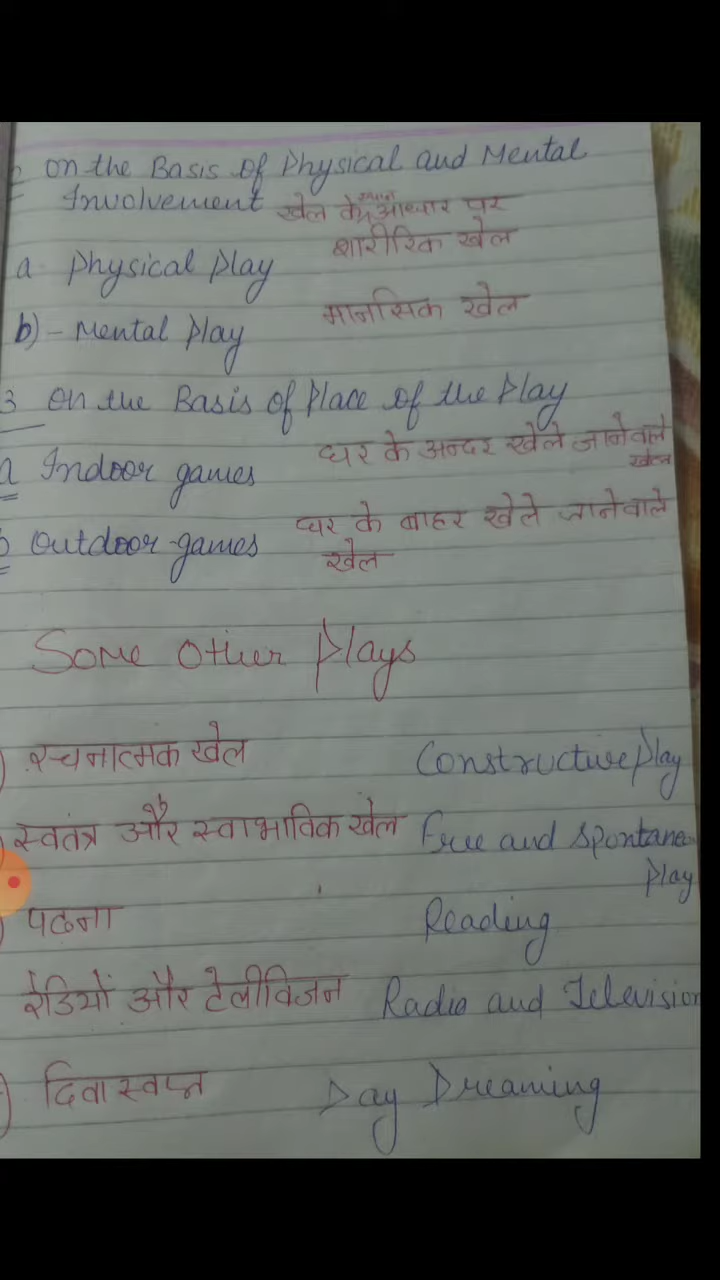 on the Basis of Physical and Mental
Involvement खेल के स्थान आधार पर
शारीरिक खेल
a Physical Play
मानसिक खेल
b) - Mental Play
3 on the Basis of Place of the Play
घर के अन्दर खेले जानेवाले
खेल
a Indoor games
घर के बाहर खेले जानेवाले
खेल
Outdoor games
Some Other Plays
रचनात्मक खेल Constructive Play
स्वतंत्र और स्वाभाविक खेल Free and Spontane
Play
पढना Reading
रेडियों और टेलीविजन Radio and Television
दिवास्वप्न Day Dreaming